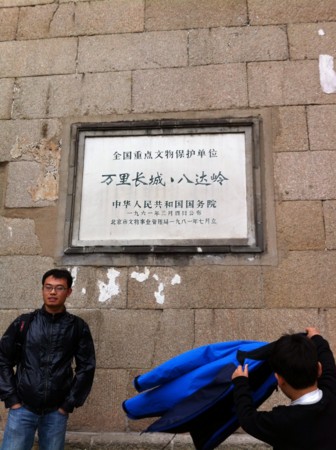 全国重点文物保护单位
万里长城、八达岭
中华人民共和国国务院
一九六一年三月四日公布
北京市文物事业管理局一九八一年七月立